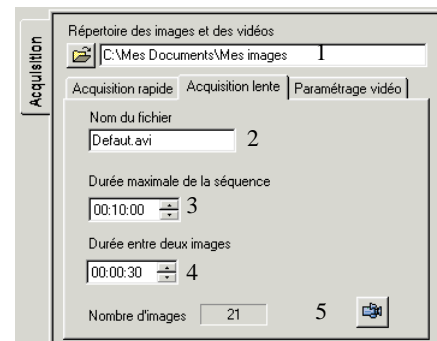 Acquisition
Répertoire des images et des vidéos
C:\Mes Documents\Mes images 1
Acquisition rapide Acquisition lente Paramétrage vidéo
Nom du fichier
Defaut.avi 2
Durée maximale de la séquence
00:10:00 3
Durée entre deux images
00:00:30 4
Nombre d'images 21 5